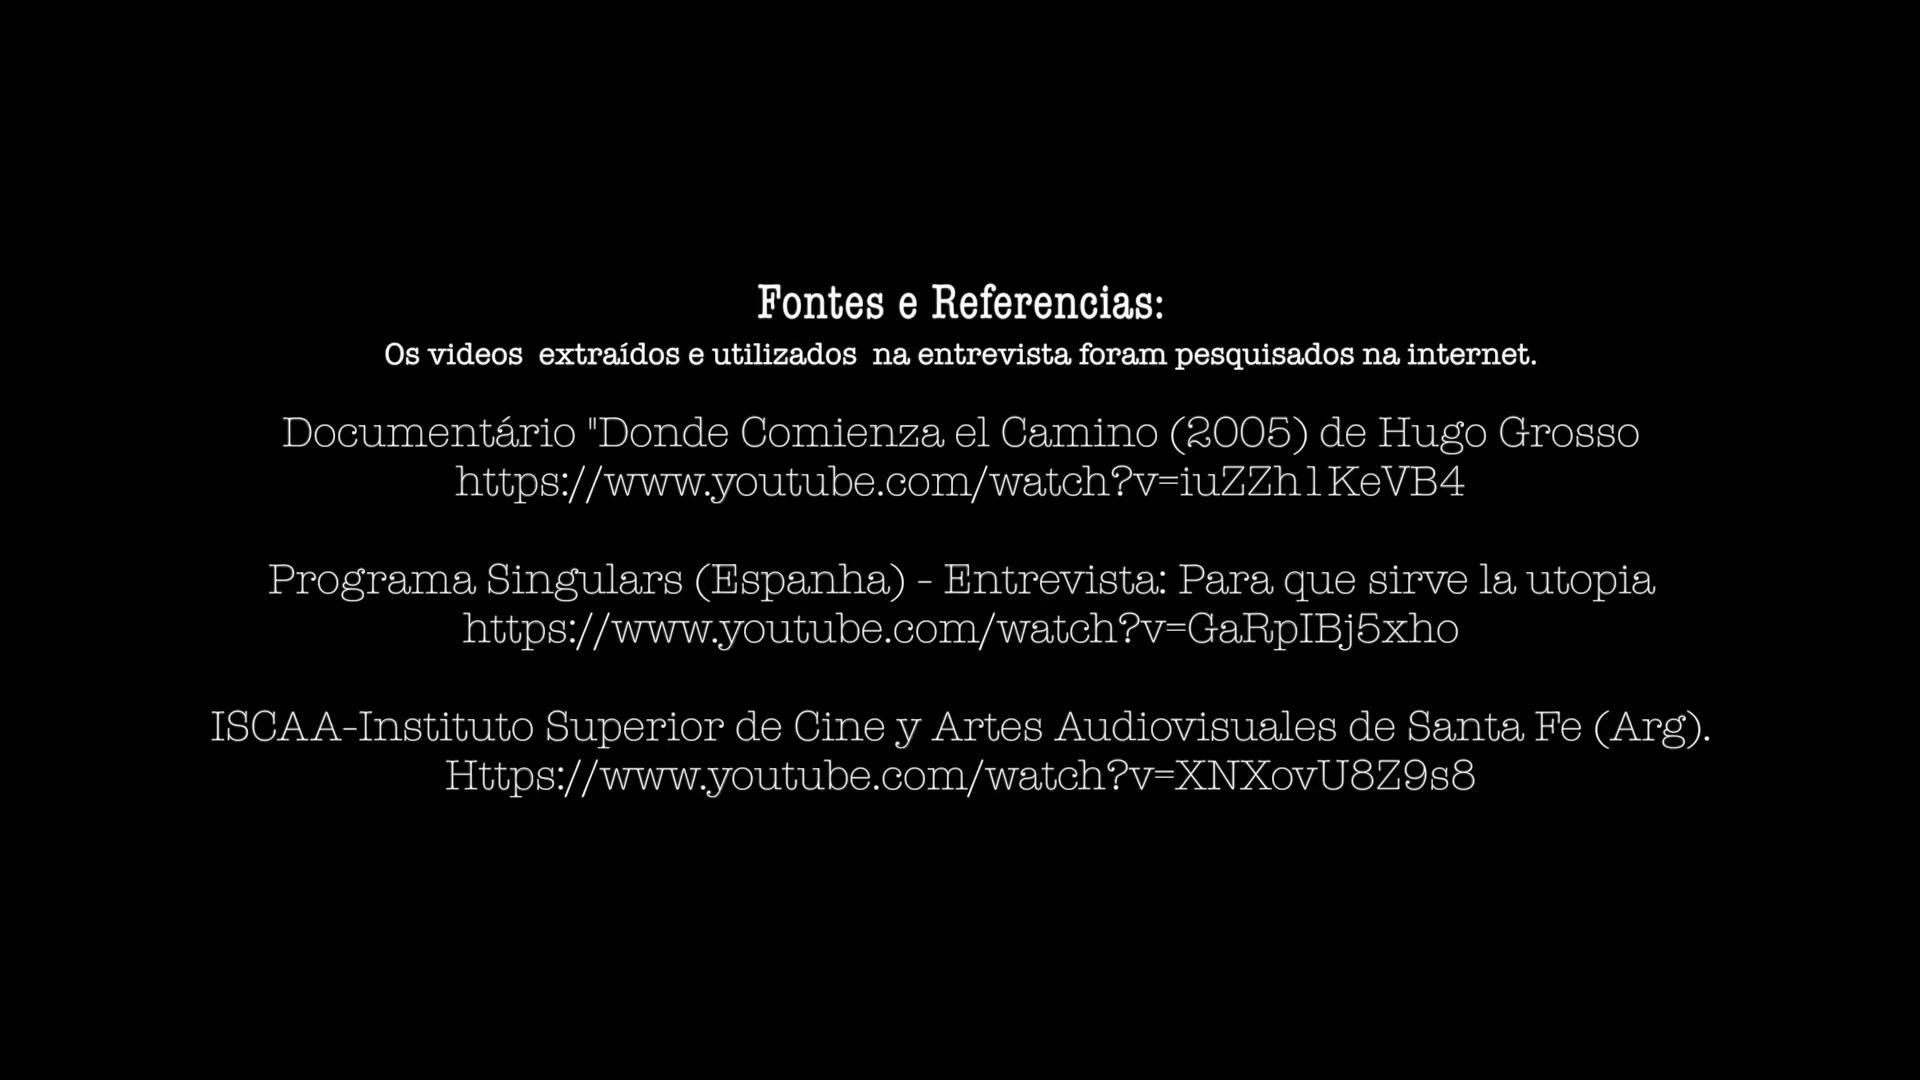 Fontes e Referencias:
Os videos  extraídos e utilizados  na entrevista foram pesquisados na internet.
Documentário "Donde Comienza el Camino (2005) de Hugo Grosso
https://www.youtube.com/watch?v=iuZZh1KeVB4
Programa Singulars (Espanha) - Entrevista: Para que sirve la utopia
https://www.youtube.com/watch?v=GaRpIBj5xho
ISCAA-Instituto Superior de Cine y Artes Audiovisuales de Santa Fe (Arg).
Https://www.youtube.com/watch?v=XNXovU8Z9s8